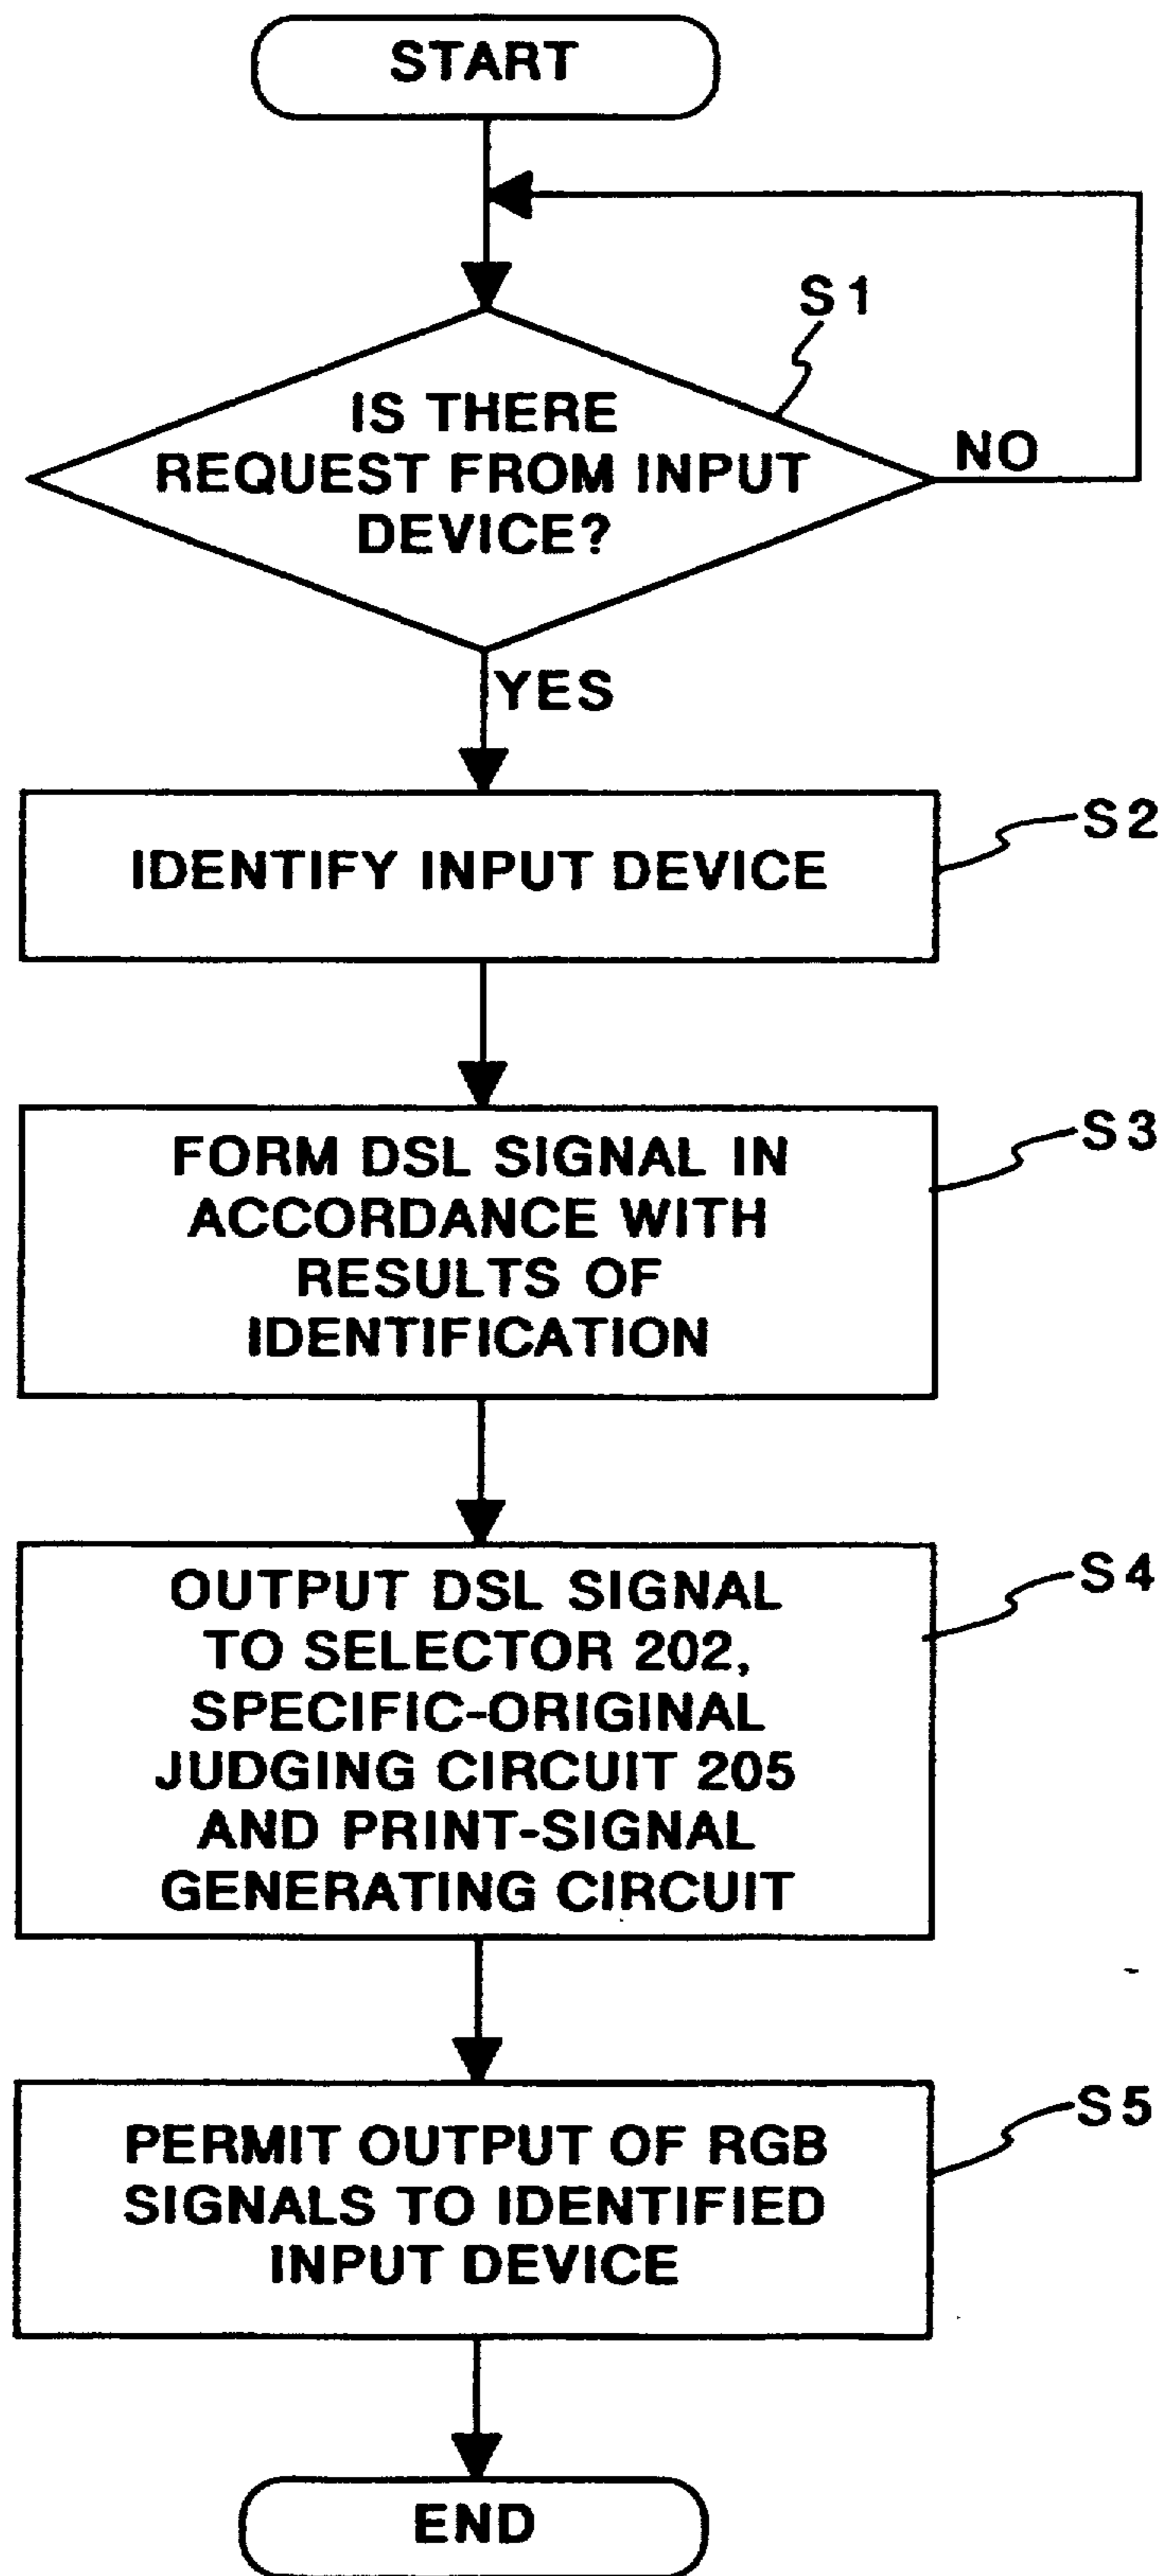 START
S1
IS THERE
REQUEST FROM INPUT
DEVICE?
NO
YES
IDENTIFY INPUT DEVICE
S2
FORM DSL SIGNAL IN
ACCORDANCE WITH
RESULTS OF
IDENTIFICATION
S3
OUTPUT DSL SIGNAL
TO SELECTOR 202,
SPECIFIC-ORIGINAL
JUDGING CIRCUIT 205
AND PRINT-SIGNAL
GENERATING CIRCUIT
S4
PERMIT OUTPUT OF RGB
SIGNALS TO IDENTIFIED
INPUT DEVICE
S5
END